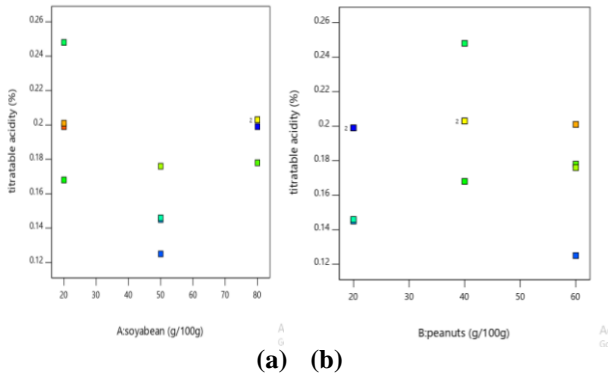 0.26
0.24
0.22
0.2
0.18
0.16
0.14
0.12
titratable acidity (%)
2
20 30 40 50 60 70 80
A:soyabean (g/100g)
A
G
0.26
0.24
0.22
0.2
0.18
0.16
0.14
0.12
titratable acidity (%)
2
2
20 30 40 50 60
B:peanuts (g/100g)
A
Go
(a) (b)